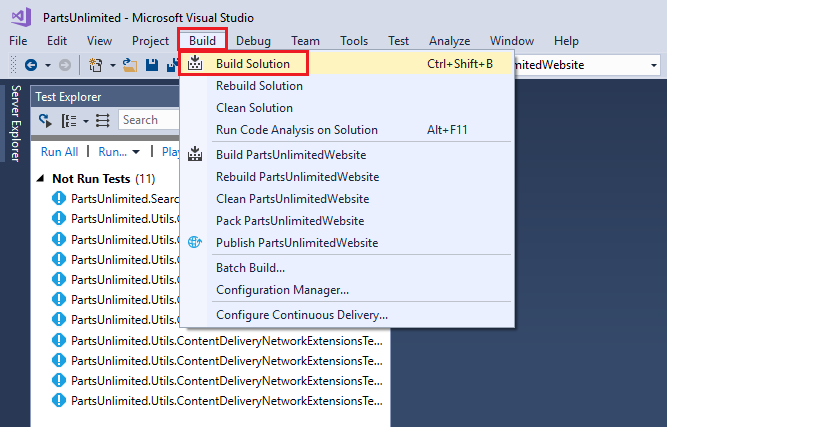 PartsUnlimited - Microsoft Visual Studio
File Edit View Project Build Debug Team Tools Test Analyze Window Help
Build Solution Ctrl+Shift+B
Rebuild Solution
Clean Solution
Run Code Analysis on Solution Alt+F11
Build PartsUnlimitedWebsite
Rebuild PartsUnlimitedWebsite
Clean PartsUnlimitedWebsite
Pack PartsUnlimitedWebsite
Publish PartsUnlimitedWebsite
Batch Build...
Configuration Manager...
Configure Continuous Delivery...
mitedWebsite
Server Explorer
Test Explorer
Search
Run All Run... Play
Not Run Tests (11)
PartsUnlimited.Searc
PartsUnlimited.Utils.C
PartsUnlimited.Utils.C
PartsUnlimited.Utils.C
PartsUnlimited.Utils.C
PartsUnlimited.Utils.C
PartsUnlimited.Utils.C
PartsUnlimited.Utils.ContentDeliveryNetworkExtensionsTe...
PartsUnlimited.Utils.ContentDeliveryNetworkExtensionsTe...
PartsUnlimited.Utils.ContentDeliveryNetworkExtensionsTe...
PartsUnlimited.Utils.ContentDeliveryNetworkExtensionsTe...